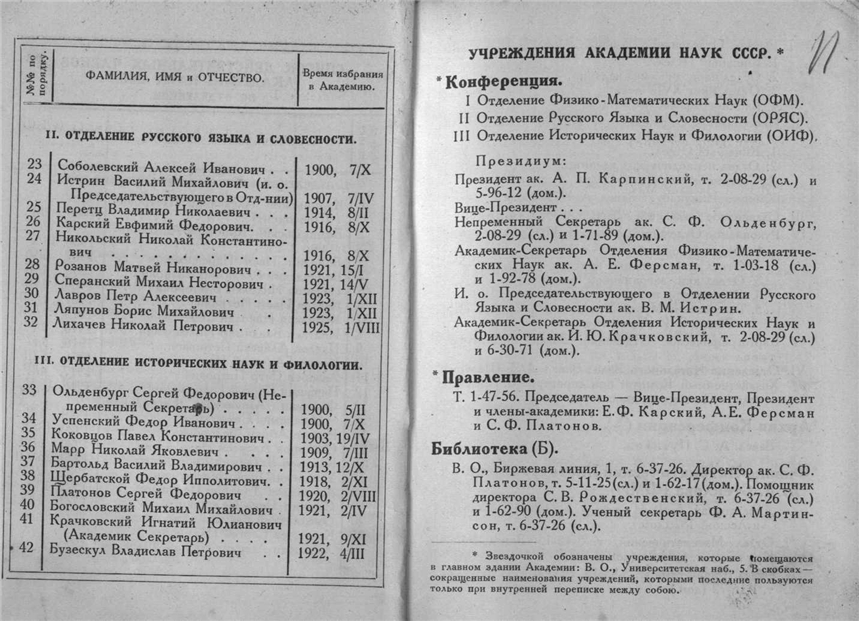 №№ по порядку.
ФАМИЛИЯ, ИМЯ и ОТЧЕСТВО.
Время избрания
в Академию.
II. ОТДЕЛЕНИЕ РУССКОГО ЯЗЫКА И СЛОВЕСНОСТИ.
23 Соболевский Алексей Иванович . . 1900, 7/X
24 Истрин Василий Михайлович (и. о.
Председательствующего в Отд-нии) 1907, 7/IV
25 Перетц Владимир Николаевич . . . 1914, 8/II
26 Карский Евфимий Федорович. . . 1916, 8/X
27 Никольский Николай Константино-
вич . . . . . . . . . . . . 1916, 8/X
28 Розанов Матвей Никанорович . . . 1921, 15/I
29 Сперанский Михаил Несторович . 1921, 14/V
30 Лавров Петр Алексеевич . . . . . 1923, 1/XII
31 Ляпунов Борис Михайлович . 1923, 1/XII
32 Лихачев Николай Петрович . . 1925, 1/VIII
III. ОТДЕЛЕНИЕ ИСТОРИЧЕСКИХ НАУК И ФИЛОЛОГИИ.
33 Ольденбург Сергей Федорович (Не-
пременный Секретарь) . . . . . 1900, 5/II
34 Успенский Федор Иванович . . . . 1900, 7/X
35 Коковцов Павел Константинович . . 1903, 19/IV
36 Марр Николай Яковлевич . . . . 1909, 7/III
37 Бартольд Василий Владимирович . . 1913, 12/X
38 Щербатской Федор Ипполитович. . 1918, 2/XI
39 Платонов Сергей Федорович . . 1920, 2/VIII
40 Богословский Михаил Михайлович . 1921, 2/IV
41 Крачковский Игнатий Юлианович
(Академик Секретарь) . . . . 1921, 9/XI
42 Бузескул Владислав Петрович . . 1922, 4/III
УЧРЕЖДЕНИЯ АКАДЕМИИ НАУК СССР. *
11
* Конференция.
I Отделение Физико-Математических Наук (ОФМ).
II Отделение Русского Языка и Словесности (ОРЯС).
III Отделение Исторических Наук и Филологии (ОИФ).
Президиум:
Президент ак. А. П. Карпинский, т. 2-08-29 (сл.) и
5-96-12 (дом.).
Вице-Президент . . .
Непременный Секретарь ак. С. Ф. Ольденбург,
2-08-29 (сл.) и 1-71-89 (дом.).
Академик-Секретарь Отделения Физико-Математиче-
ских Наук ак. А. Е. Ферсман, т. 1-03-18 (сл.)
и 1-92-78 (дом.).
И. о. Председательствующего в Отделении Русского
Языка и Словесности ак. В. М. Истрин.
Академик-Секретарь Отделения Исторических Наук и
Филологии ак. И. Ю. Крачковский, т. 2-08-29 (сл.)
и 6-30-71 (дом.).
* Правление.
Т. 1-47-56. Председатель — Вице-Президент, Президент
и члены-академики: Е.Ф. Карский, А.Е. Ферсман
и С. Ф. Платонов.
Библиотека (Б).
В. О., Биржевая линия, 1, т. 6-37-26. Директор ак. С. Ф.
Платонов, т. 5-11-25 (сл.) и 1-62-17 (дом.). Помощник
директора С. В. Рождественский, т. 6-37-26 (сл.)
и 1-62-90 (дом.). Ученый секретарь Ф. А. Мартин-
сон, т. 6-37-26 (сл.).
* Звездочкой обозначены учреждения, которые помещаются
в главном здании Академии: В. О., Университетская наб., 5. В скобках —
сокращенные наименования учреждений, которыми последние пользуются
только при внутренней переписке между собою.